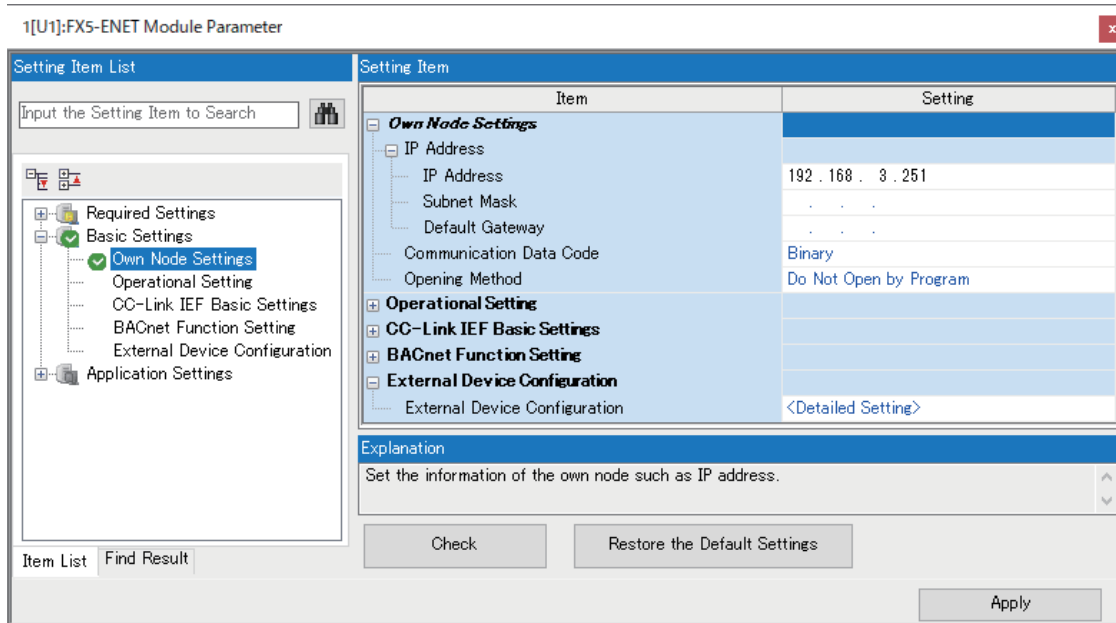 1[U1]:FX5-ENET Module Parameter
x
Setting Item List
Input the Setting Item to Search
Required Settings
Basic Settings
Own Node Settings
Operational Setting
CC-Link IEF Basic Settings
BACnet Function Setting
External Device Configuration
Application Settings
Item List Find Result
Setting Item
Item Setting
Own Node Settings
IP Address
IP Address 192 . 168 . 3 . 251
Subnet Mask . . .
Default Gateway . . .
Communication Data Code Binary
Opening Method Do Not Open by Program
Operational Setting
CC-Link IEF Basic Settings
BACnet Function Setting
External Device Configuration
External Device Configuration <Detailed Setting>
Explanation
Set the information of the own node such as IP address.
Check Restore the Default Settings
Apply